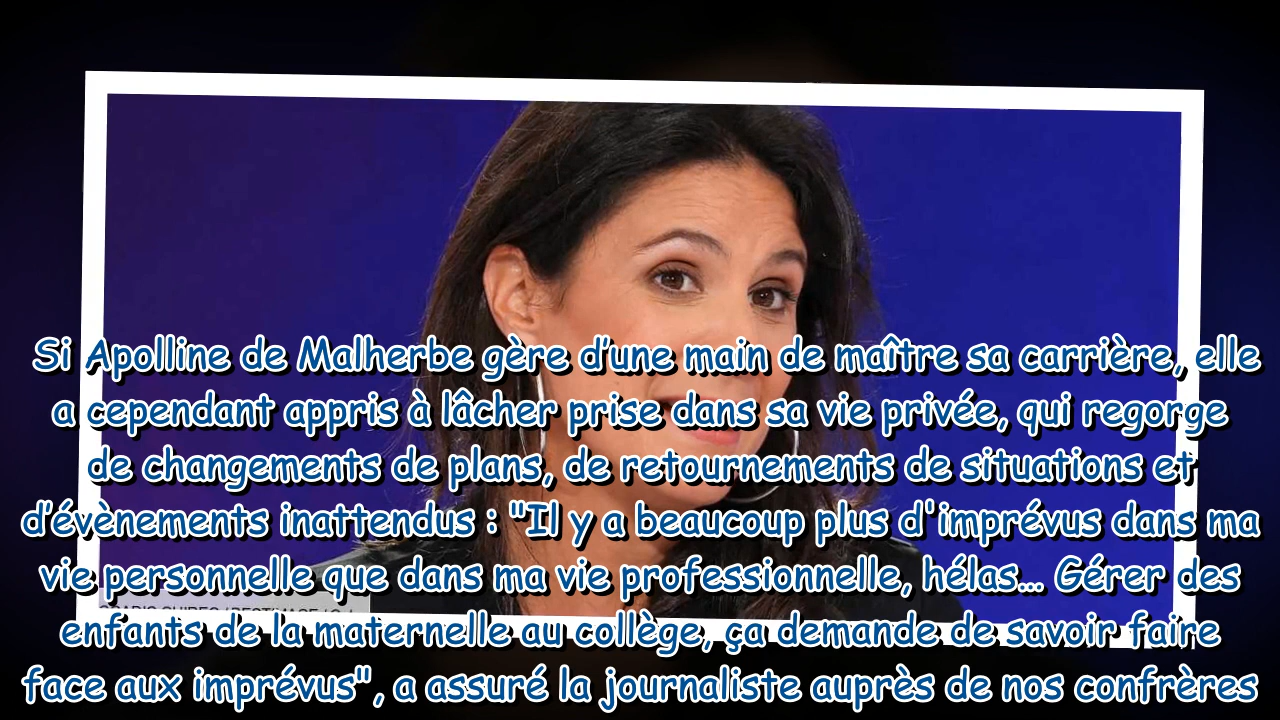 Si Apolline de Malherbe gère d’une main de maître sa carrière, elle
a cependant appris à lâcher prise dans sa vie privée, qui regorge
de changements de plans, de retournements de situations et
d’évènements inattendus : "Il y a beaucoup plus d'imprévus dans ma
vie personnelle que dans ma vie professionnelle, hélas... Gérer des
enfants de la maternelle au collège, ça demande de savoir faire
face aux imprévus", a assuré la journaliste auprès de nos confrères